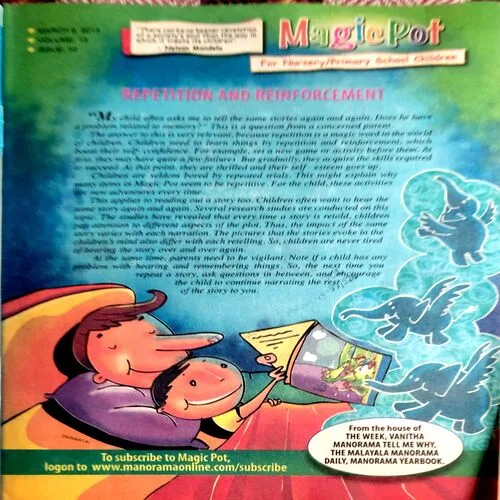 MARCH 6, 2015
VOLUME: 15
ISSUE: 10
"There can be no keener revelation
of a society's soul than the way in
which it treats its children."
- Nelson Mandela
Magic Pot
For Nursery/Primary School Children
REPETITION AND REINFORCEMENT
"My child often asks me to tell the same stories again and again. Does he have
a problem related to memory?" This is a question from a concerned parent.
The answer to this is very relevant, because repetition is a magic word in the world
of children. Children need to learn things by repetition and reinforcement, which
boost their self-confidence. For example, set a new game or activity before them. At
first, they may have quite a few failures. But gradually, they acquire the skills required
to succeed. At this point, they are thrilled and their self-esteem goes up.
Children are seldom bored by repeated trials. This might explain why
many items in Magic Pot seem to be repetitive. For the child, these activities
are new adventures every time.
This applies to reading out a story too. Children often want to hear the
same story again and again. Several research studies are conducted on this
topic. The studies have revealed that every time a story is retold, children
pay attention to different aspects of the plot. Thus, the impact of the same
story varies with each narration. The pictures that the stories evoke in the
children's mind also differ with each retelling. So, children are never tired
of hearing the story over and over again.
At the same time, parents need to be vigilant. Note if a child has any
problem with hearing and remembering things. So, the next time you
repeat a story, ask questions in between, and encourage
the child to continue narrating the rest
of the story to you.
From the house of
THE WEEK, VANITHA
MANORAMA TELL ME WHY,
THE MALAYALA MANORAMA
DAILY, MANORAMA YEARBOOK.
To subscribe to Magic Pot,
logon to www.manoramaonline.com/subscribe